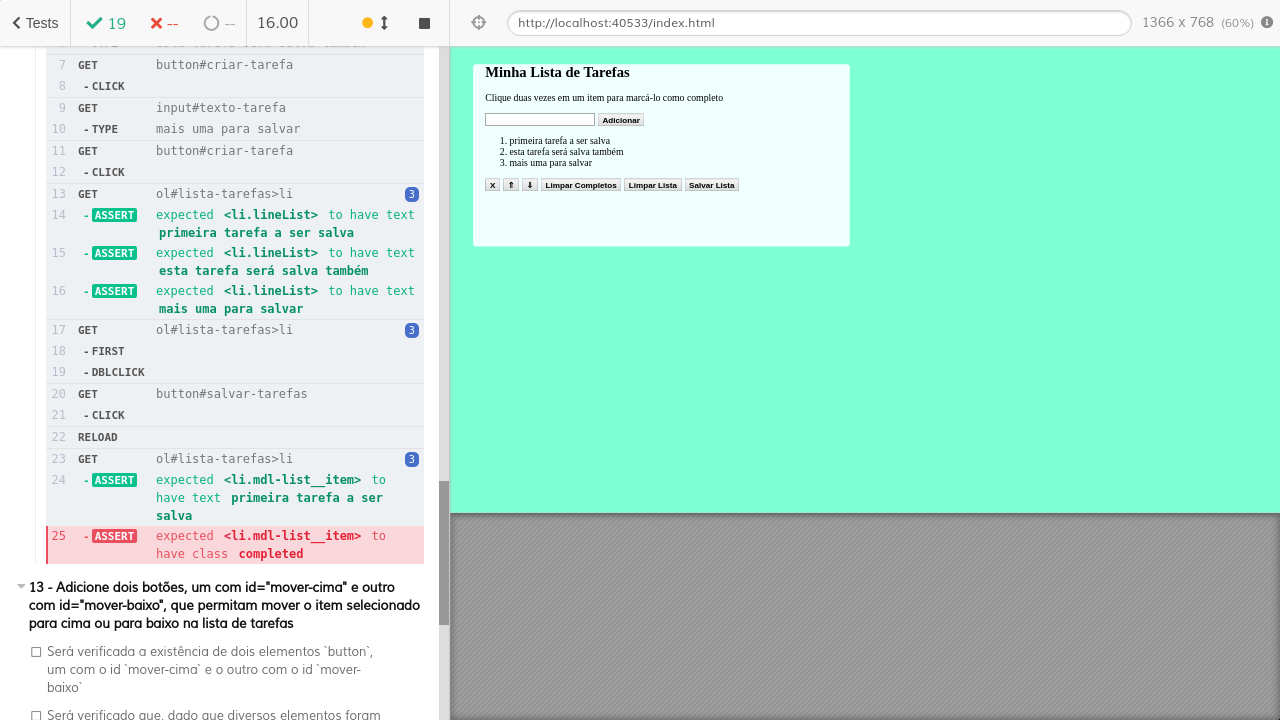 Tests
19
--
--
16.00
http://localhost:40533/index.html
1366 x 768 (60%)
7 GET button#criar-tarefa
8 - CLICK
9 GET input#texto-tarefa
10 - TYPE mais uma para salvar
11 GET button#criar-tarefa
12 - CLICK
13 GET ol#lista-tarefas>li 3
14 - ASSERT expected <li.lineList> to have text
primeira tarefa a ser salva
15 - ASSERT expected <li.lineList> to have text
esta tarefa será salva também
16 - ASSERT expected <li.lineList> to have text
mais uma para salvar
17 GET ol#lista-tarefas>li 3
18 - FIRST
19 - DBLCLICK
20 GET button#salvar-tarefas
21 - CLICK
22 RELOAD
23 GET ol#lista-tarefas>li 3
24 - ASSERT expected <li.mdl-list__item> to
have text primeira tarefa a ser
salva
25 - ASSERT expected <li.mdl-list__item> to
have class completed
13 - Adicione dois botões, um com id="mover-cima" e outro
com id="mover-baixo", que permitam mover o item selecionado
para cima ou para baixo na lista de tarefas
Será verificada a existência de dois elementos `button`,
um com o id `mover-cima` e o outro com o id `mover-
baixo`
Será verificado que, dado que diversos elementos foram
Minha Lista de Tarefas
Clique duas vezes em um item para marcá-lo como completo
Adicionar
1. primeira tarefa a ser salva
2. esta tarefa será salva também
3. mais uma para salvar
X ⇑ ⇓ Limpar Completos Limpar Lista Salvar Lista